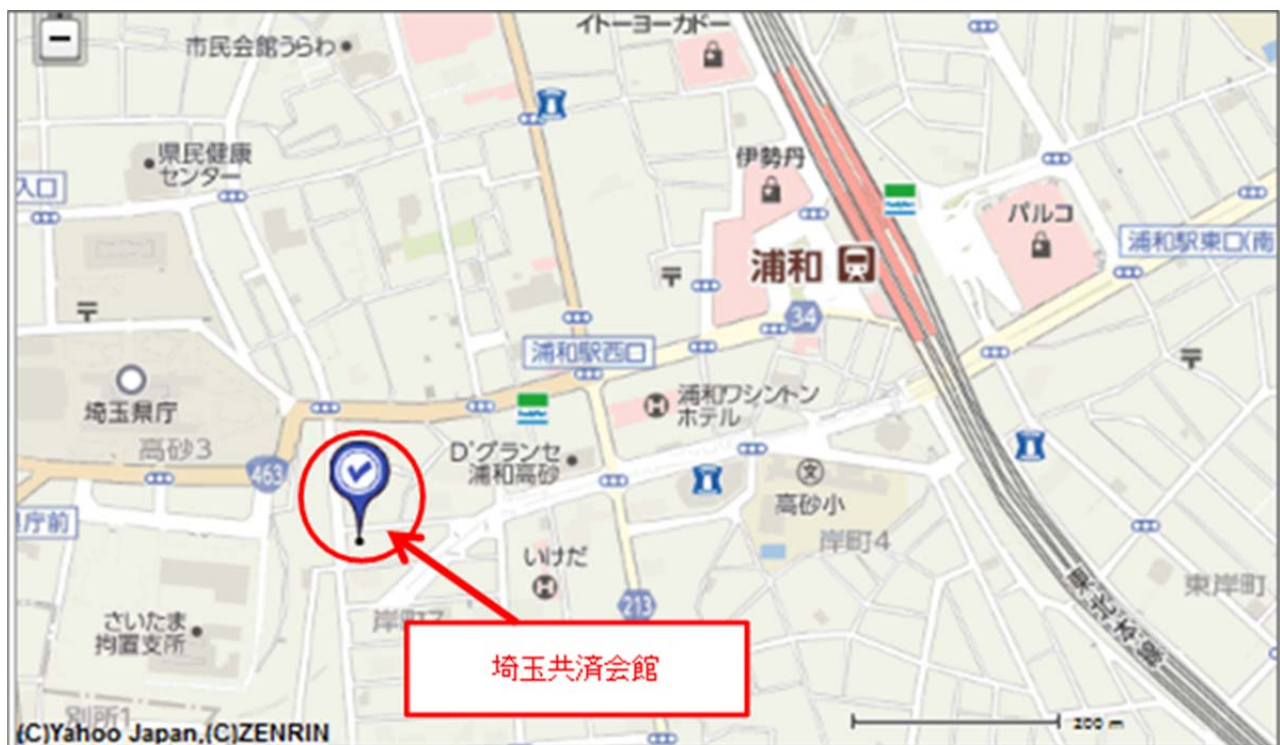 イトーヨーカドー
市民会館うらわ
県民健康
センター
入口
伊勢丹
パルコ
浦和駅東口(南
浦和
34
浦和駅西口
埼玉県庁
浦和ワシントン
ホテル
高砂3
463
D'グランセ
浦和高砂
高砂小
庁前
岸町4
いけだ
213
東岸町
さいたま
拘置支所
岸町7
埼玉共済会館
東北本線
別所1
7
200 m
(C)Yahoo Japan,(C)ZENRIN